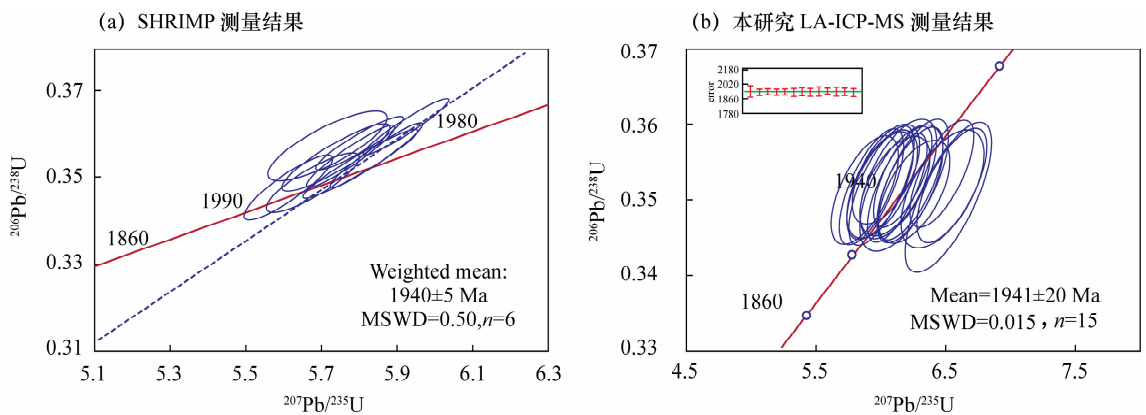 (a) SHRIMP 测量结果
0.37
0.35
0.33
0.31
²⁰⁶Pb/²³⁸U
1980
1990
1860
Weighted mean:
1940±5 Ma
MSWD=0.50,n=6
5.1 5.3 5.5 5.7 5.9 6.1 6.3
²⁰⁷Pb/²³⁵U
(b) 本研究 LA-ICP-MS 测量结果
0.37
0.36
0.34
0.33
²⁰⁶Pb/²³⁸U
2180
2020
1860
1780
error
1940
1860
Mean=1941±20 Ma
MSWD=0.015，n=15
4.5 5.5 6.5 7.5
²⁰⁷Pb/²³⁵U